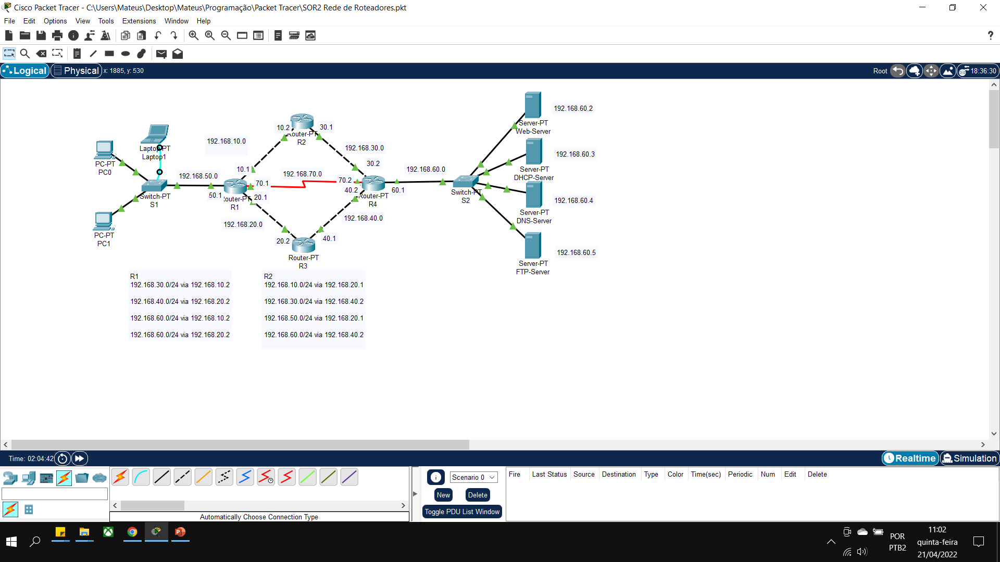 Cisco Packet Tracer - C:\Users\Mateus\Desktop\Mateus\Programação\Packet Tracer\SOR2 Rede de Roteadores.pkt
File Edit Options View Tools Extensions Window Help
?
Logical Physical x: 1885, y: 530 Root 18:36:30
192.168.60.2
Server-PT
Web-Server
10.2 30.1
Router-PT
R2
192.168.10.0
192.168.30.0
Laptop-PT
Laptop1
192.168.60.3
PC-PT
PC0
30.2
10.1
192.168.60.0
Server-PT
DHCP-Server
192.168.50.0
192.168.70.0
70.1
70.2
40.2
60.1
50.1
20.1
Switch-PT
S1
Router-PT
R1
Router-PT
R4
Switch-PT
S2
192.168.60.4
Server-PT
DNS-Server
192.168.20.0
192.168.40.0
PC-PT
PC1
20.2 40.1
192.168.60.5
Router-PT
R3
Server-PT
FTP-Server
R1
192.168.30.0/24 via 192.168.10.2
192.168.40.0/24 via 192.168.20.2
192.168.60.0/24 via 192.168.10.2
192.168.60.0/24 via 192.168.20.2
R2
192.168.10.0/24 via 192.168.20.1
192.168.30.0/24 via 192.168.40.2
192.168.50.0/24 via 192.168.20.1
192.168.60.0/24 via 192.168.40.2
Time: 02:04:42 Realtime Simulation
Scenario 0
New Delete
Toggle PDU List Window
Fire Last Status Source Destination Type Color Time(sec) Periodic Num Edit Delete
Automatically Choose Connection Type
POR
PTB2
11:02
quinta-feira
21/04/2022